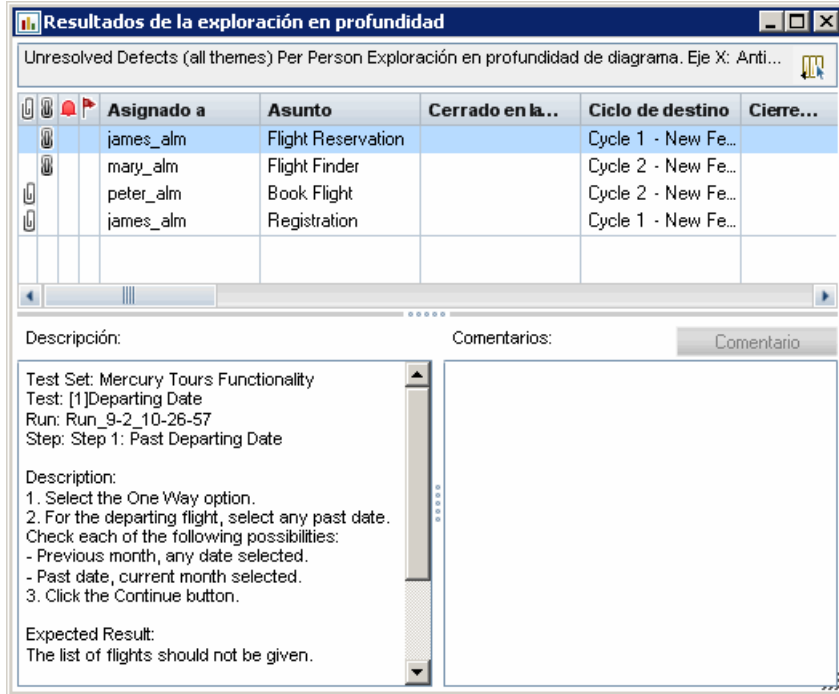 Resultados de la exploración en profundidad
Unresolved Defects (all themes) Per Person Exploración en profundidad de diagrama. Eje X: Anti...
Asignado a Asunto Cerrado en la... Ciclo de destino Cierre...
james_alm Flight Reservation Cycle 1 - New Fe...
mary_alm Flight Finder Cycle 2 - New Fe...
peter_alm Book Flight Cycle 2 - New Fe...
james_alm Registration Cycle 1 - New Fe...
Descripción:
Comentarios:
Comentario
Test Set: Mercury Tours Functionality
Test: [1]Departing Date
Run: Run_9-2_10-26-57
Step: Step 1: Past Departing Date
Description:
1. Select the One Way option.
2. For the departing flight, select any past date.
Check each of the following possibilities:
- Previous month, any date selected.
- Past date, current month selected.
3. Click the Continue button.
Expected Result:
The list of flights should not be given.